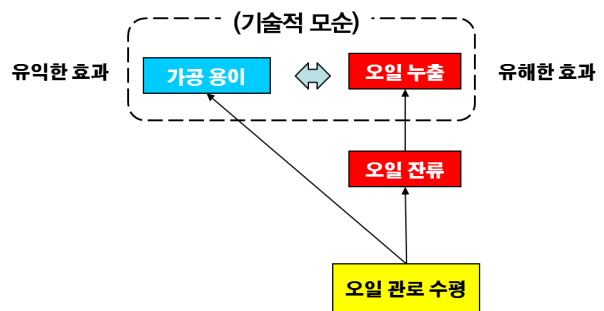 (기술적 모순)
유익한 효과
가공 용이
오일 누출
유해한 효과
오일 잔류
오일 관로 수평